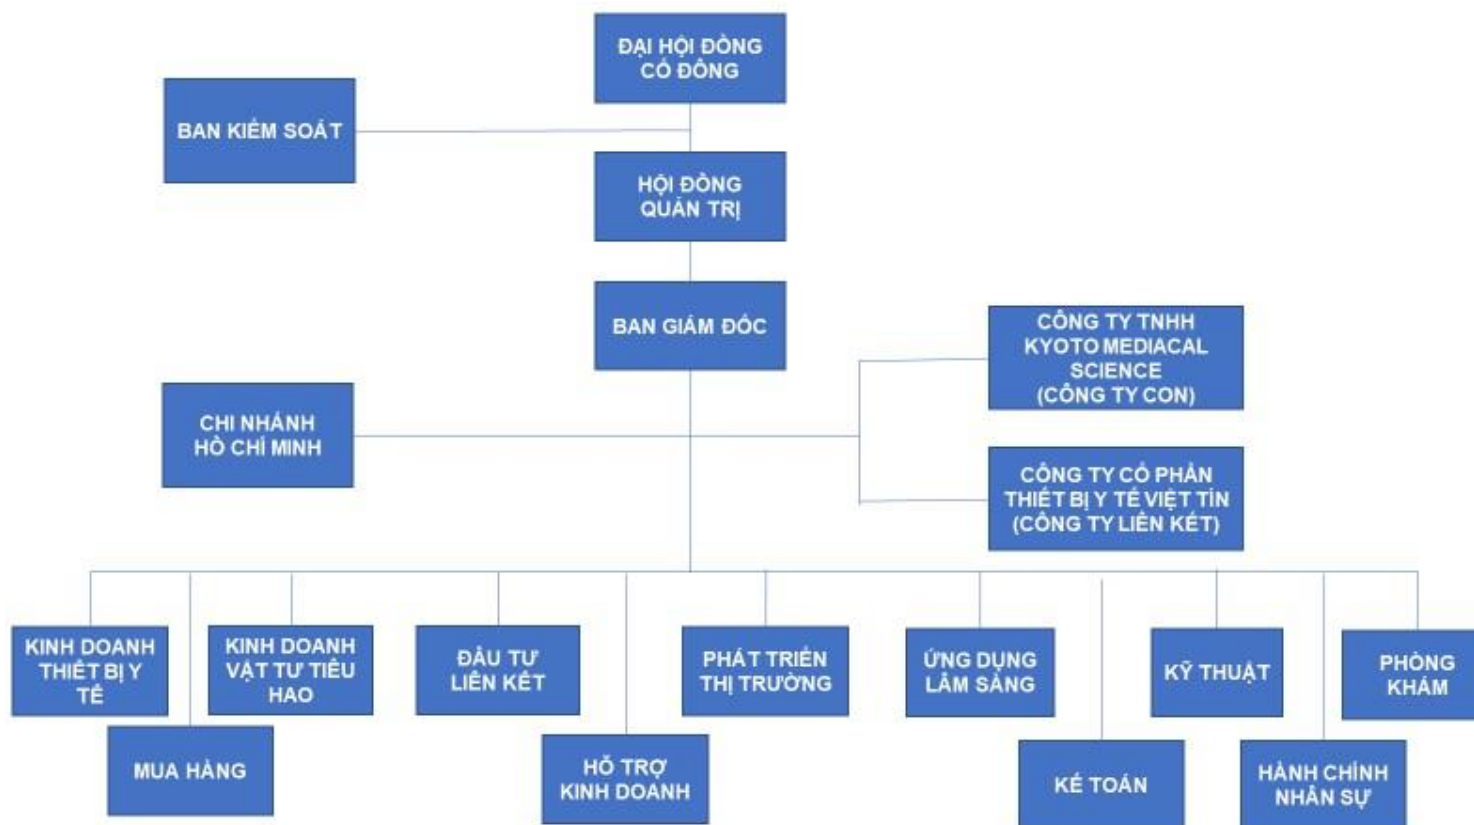 ĐẠI HỘI ĐỒNG
CỔ ĐÔNG
BAN KIỂM SOÁT
HỘI ĐỒNG
QUẢN TRỊ
BAN GIÁM ĐỐC
CÔNG TY TNHH
KYOTO MEDIACAL
SCIENCE
(CÔNG TY CON)
CHI NHÁNH
HỒ CHÍ MINH
CÔNG TY CỔ PHẦN
THIẾT BỊ Y TẾ VIỆT TÍN
(CÔNG TY LIÊN KẾT)
KINH DOANH
THIẾT BỊ Y
TẾ
KINH DOANH
VẬT TƯ TIÊU
HAO
ĐẦU TƯ
LIÊN KẾT
PHÁT TRIỂN
THỊ TRƯỜNG
ỨNG DỤNG
LÂM SÀNG
KỸ THUẬT
PHÒNG
KHÁM
MUA HÀNG
HỖ TRỢ
KINH DOANH
KẾ TOÁN
HÀNH CHÍNH
NHÂN SỰ